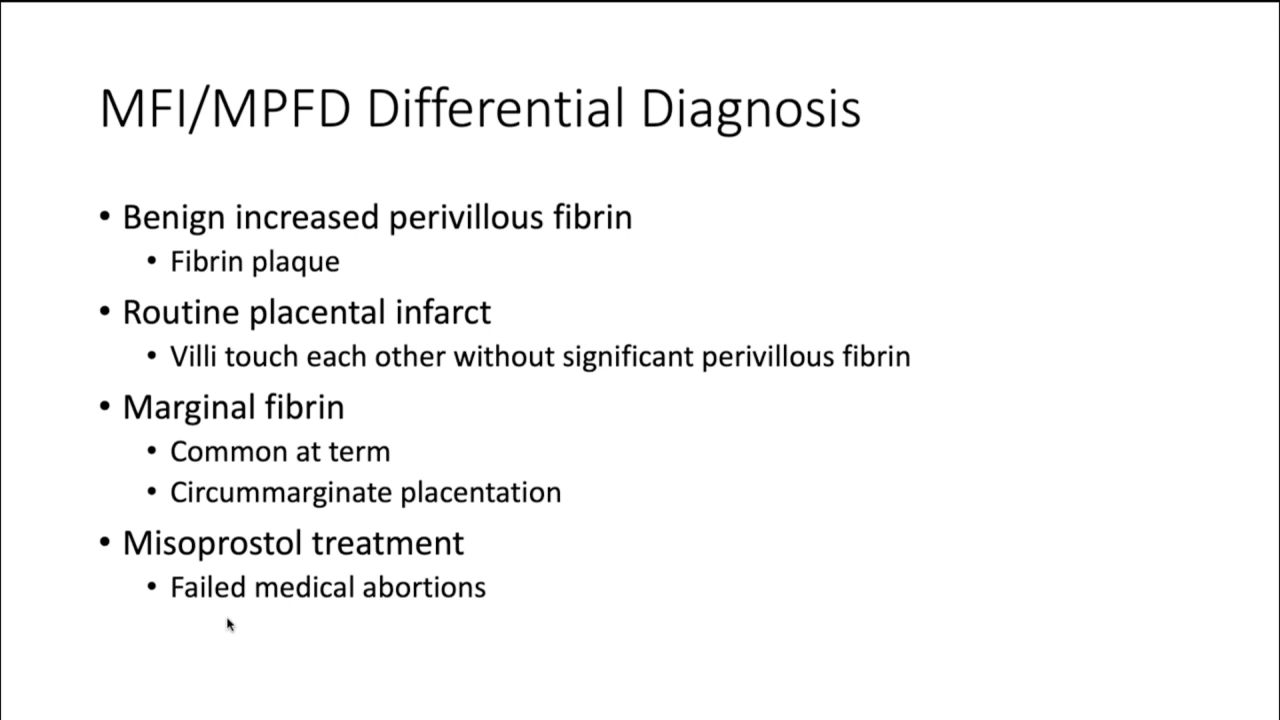 MFI/MPFD Differential Diagnosis
• Benign increased perivillous fibrin
• Fibrin plaque
• Routine placental infarct
• Villi touch each other without significant perivillous fibrin
• Marginal fibrin
• Common at term
• Circummarginate placentation
• Misoprostol treatment
• Failed medical abortions